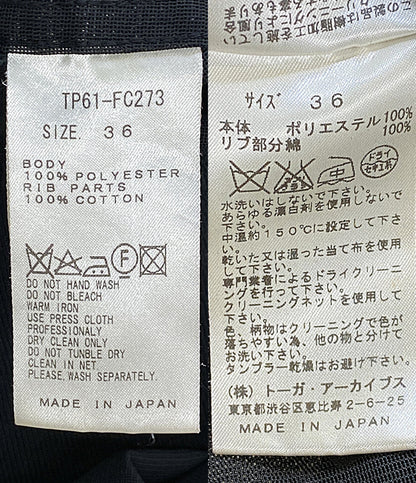 TP61-FC273
SIZE. 36
BODY
100% POLYESTER
RIB PARTS
100% COTTON
F
DO NOT HAND WASH
DO NOT BLEACH
WARM IRON
USE PRESS CLOTH
PROFESSIONALY
DRY CLEAN ONLY
DO NOT TUMBLE DRY
CLEAN IN NET
PLEASE.WASH SEPARATELY.
MADE IN JAPAN
この製品は樹脂加工を
サイズ 36
本体 ポリエステル100%
リブ部分綿 100%
ドライ
セキユ系
水洗いはしないで下さい。
あらゆる漂白剤を使用しない
で下さい。
中温約150℃に設定して下さ
い。
乾いた又は湿った当て布を使用
して下さい。
専門業者によるドライクリーニ
ングを行って下さい。
クリーニングネットを使用して
下さい。
色、柄物はクリーニングで色が
落ちやすい為、他の物と分けて
お洗い下さい。
タンブラー乾燥はお避け下さい。
(株)トーガ・アーカイブス
東京都渋谷区恵比寿2-6-25
MADE IN JAPAN